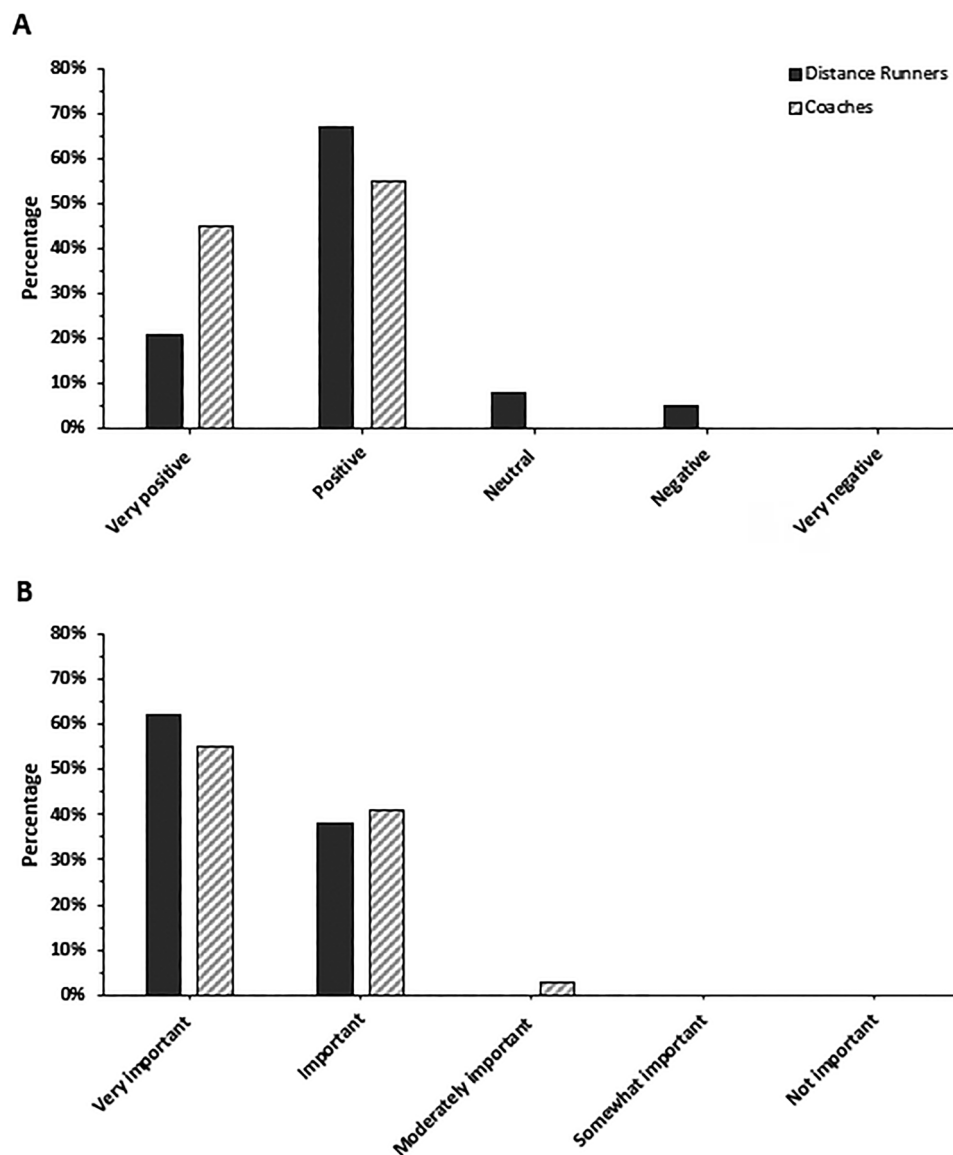 A
80%
70%
60%
50%
40%
30%
20%
10%
0%
Percentage
Distance Runners
Coaches
Very positive
Positive
Neutral
Negative
Very negative
B
80%
70%
60%
50%
40%
30%
20%
10%
0%
Percentage
Very important
Important
Moderately important
Somewhat important
Not important